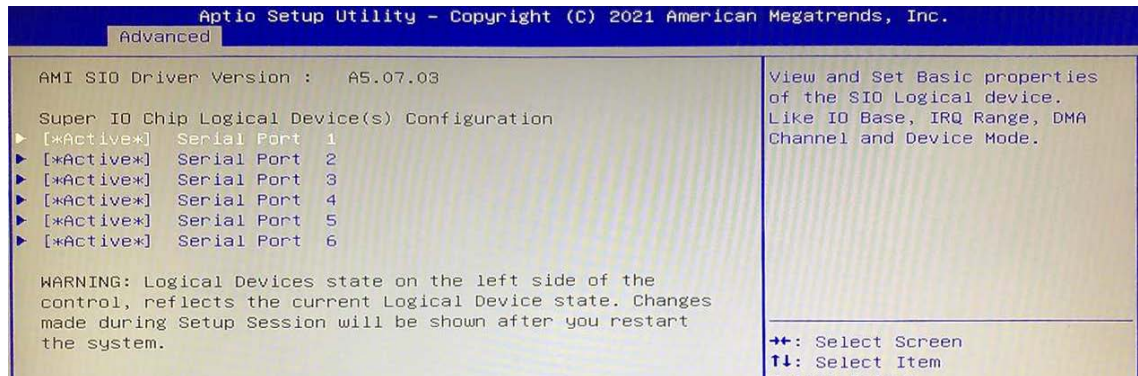 Aptio Setup Utility – Copyright (C) 2021 American Megatrends, Inc.
Advanced
AMI SIO Driver Version :    A5.07.03
Super IO Chip Logical Device(s) Configuration
► [*Active*]   Serial Port   1
► [*Active*]   Serial Port   2
► [*Active*]   Serial Port   3
► [*Active*]   Serial Port   4
► [*Active*]   Serial Port   5
► [*Active*]   Serial Port   6
WARNING: Logical Devices state on the left side of the
control, reflects the current Logical Device state. Changes
made during Setup Session will be shown after you restart
the system.
View and Set Basic properties
of the SIO Logical device.
Like IO Base, IRQ Range, DMA
Channel and Device Mode.
→←: Select Screen
↑↓: Select Item